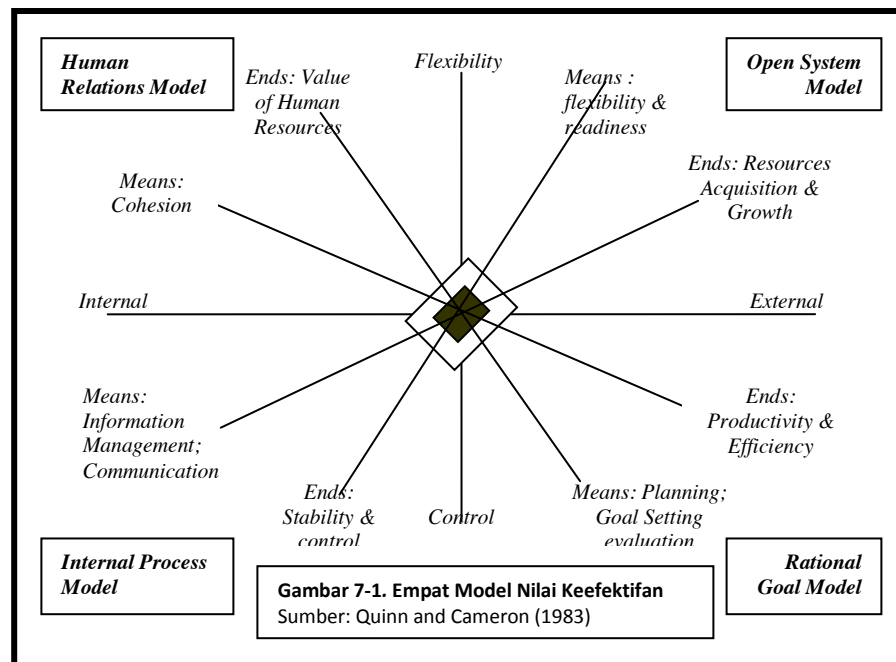 Human
Relations Model
Ends: Value
of Human
Resources
Flexibility
Means :
flexibility &
readiness
Open System
Model
Means:
Cohesion
Ends: Resources
Acquisition &
Growth
Internal
External
Means:
Information
Management;
Communication
Ends:
Productivity &
Efficiency
Ends:
Stability &
control
Control
Means: Planning;
Goal Setting
evaluation
Internal Process
Model
Gambar 7-1. Empat Model Nilai Keefektifan
Sumber: Quinn and Cameron (1983)
Rational
Goal Model